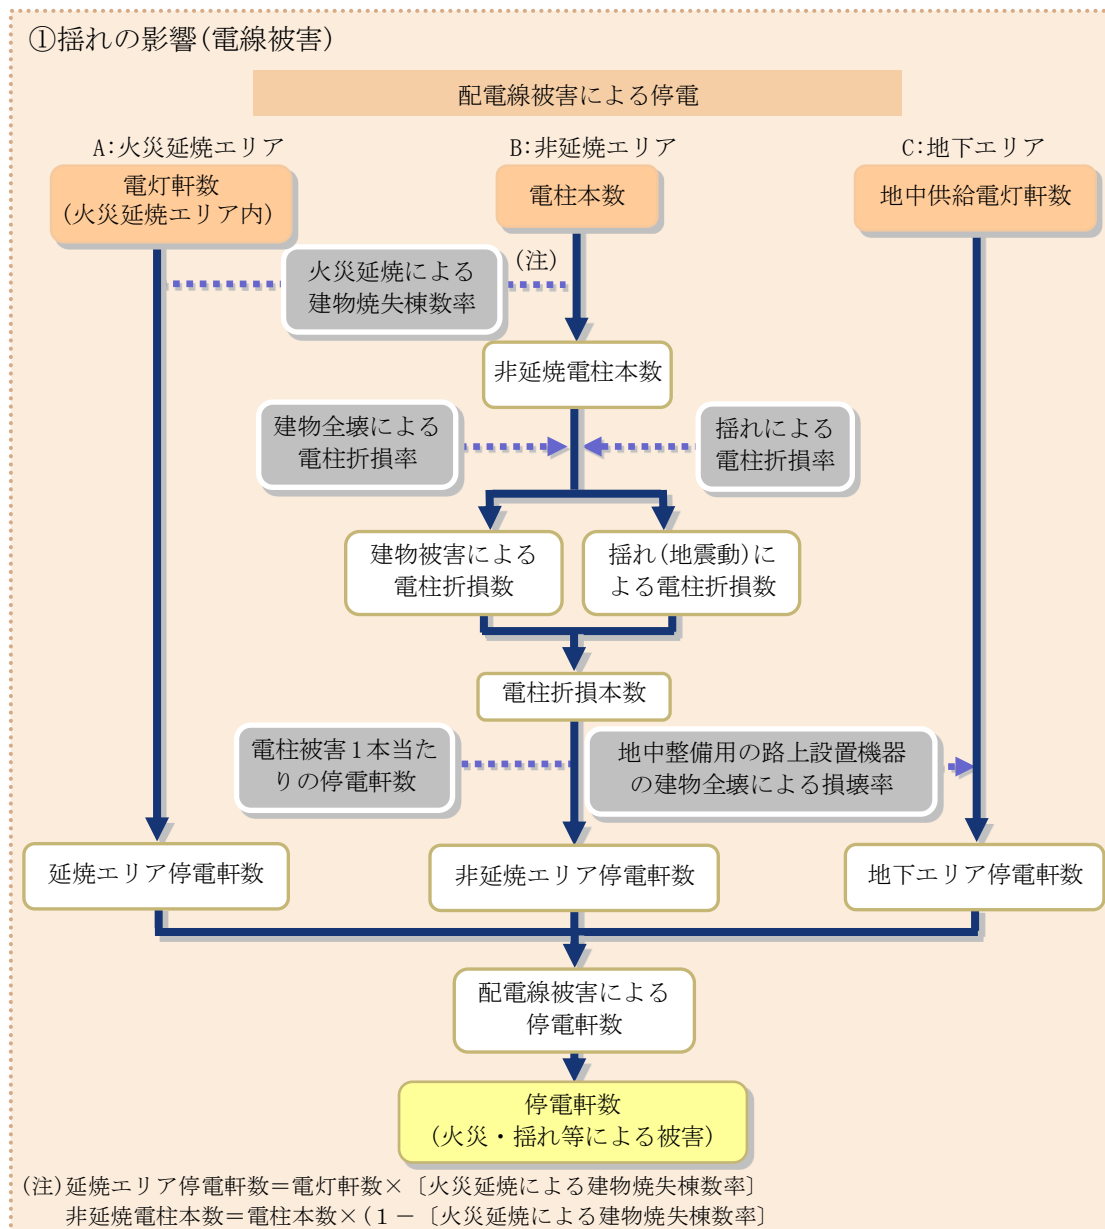 ①揺れの影響(電線被害)
配電線被害による停電
A:火災延焼エリア
B:非延焼エリア
C:地下エリア
電灯軒数
(火災延焼エリア内)
電柱本数
地中供給電灯軒数
火災延焼による
建物焼失棟数率
(注)
非延焼電柱本数
建物全壊による
電柱折損率
揺れによる
電柱折損率
建物被害による
電柱折損数
揺れ(地震動)に
よる電柱折損数
電柱折損本数
電柱被害1本当た
りの停電軒数
地中整備用の路上設置機器
の建物全壊による損壊率
延焼エリア停電軒数
非延焼エリア停電軒数
地下エリア停電軒数
配電線被害による
停電軒数
停電軒数
(火災・揺れ等による被害)
(注)延焼エリア停電軒数＝電灯軒数×〔火災延焼による建物焼失棟数率〕
非延焼電柱本数＝電柱本数×(１－〔火災延焼による建物焼失棟数率〕